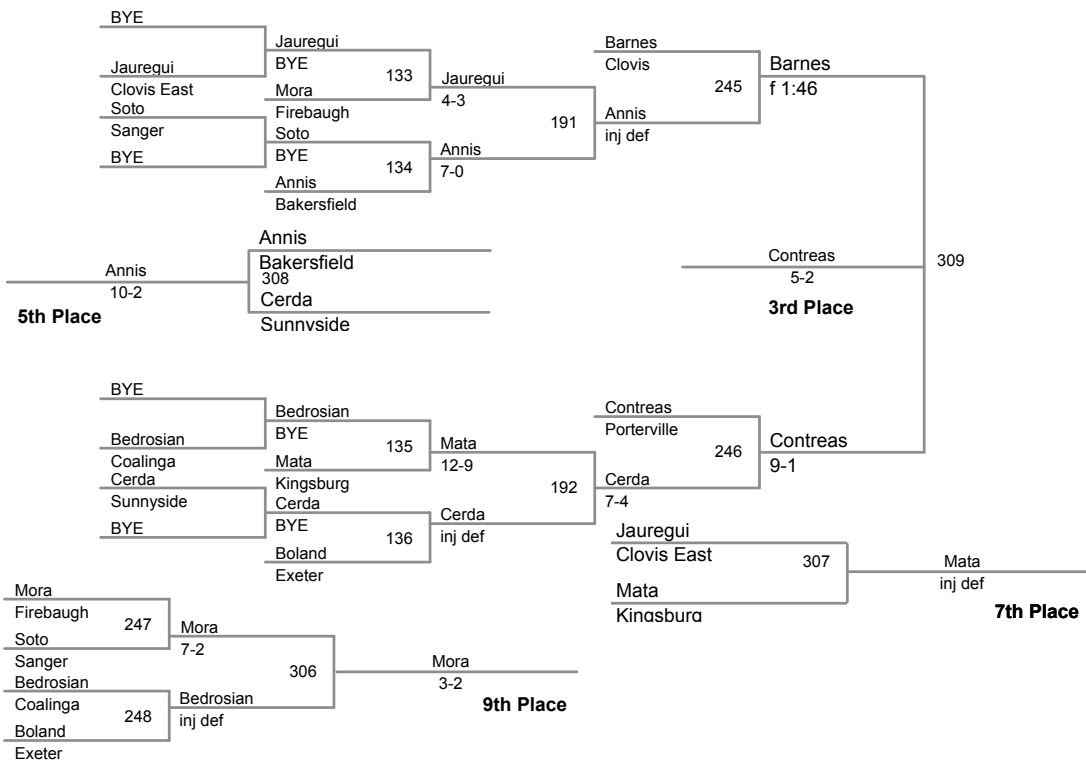 BYE
Jauregui
Clovis East
Soto
Sanger
BYE
Jauregui
BYE
133
Mora
Firebaugh
Soto
BYE
134
Annis
Bakersfield
Jauregui
4-3
191
Annis
7-0
Barnes
Clovis
245
Annis
inj def
Barnes
f 1:46
309
Contreas
5-2
3rd Place
Annis
Bakersfield
308
Cerda
Sunnyside
Annis
10-2
5th Place
BYE
Bedrosian
Coalinga
Cerda
Sunnyside
BYE
Bedrosian
BYE
135
Mata
Kingsburg
Cerda
BYE
136
Boland
Exeter
Mata
12-9
192
Cerda
inj def
Contreas
Porterville
246
Cerda
7-4
Contreas
9-1
Jauregui
Clovis East
307
Mata
Kingsburg
Mata
inj def
7th Place
Mora
Firebaugh
247
Soto
Sanger
Bedrosian
Coalinga
248
Boland
Exeter
Mora
7-2
306
Bedrosian
inj def
Mora
3-2
9th Place